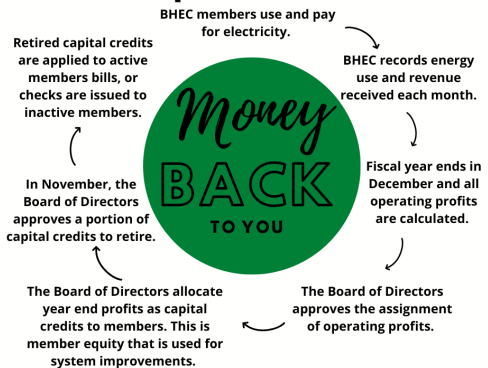 BHEC members use and pay
for electricity.
BHEC records energy
use and revenue
received each month.
Fiscal year ends in
December and all
operating profits
are calculated.
The Board of Directors
approves the assignment
of operating profits.
The Board of Directors allocate
year end profits as capital
credits to members. This is
member equity that is used for
system improvements.
In November, the
Board of Directors
approves a portion of
capital credits to retire.
Retired capital credits
are applied to active
members bills, or
checks are issued to
inactive members.
Money
BACK
TO YOU